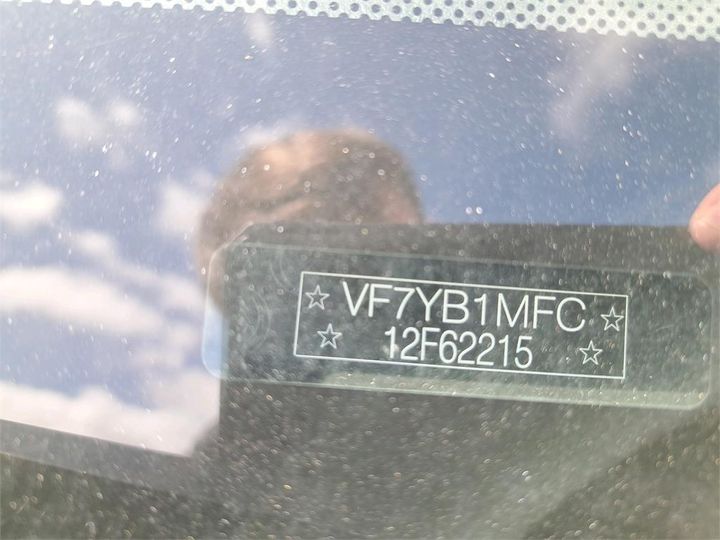 ☆ VF7YB1MFC ☆
☆ 12F62215 ☆